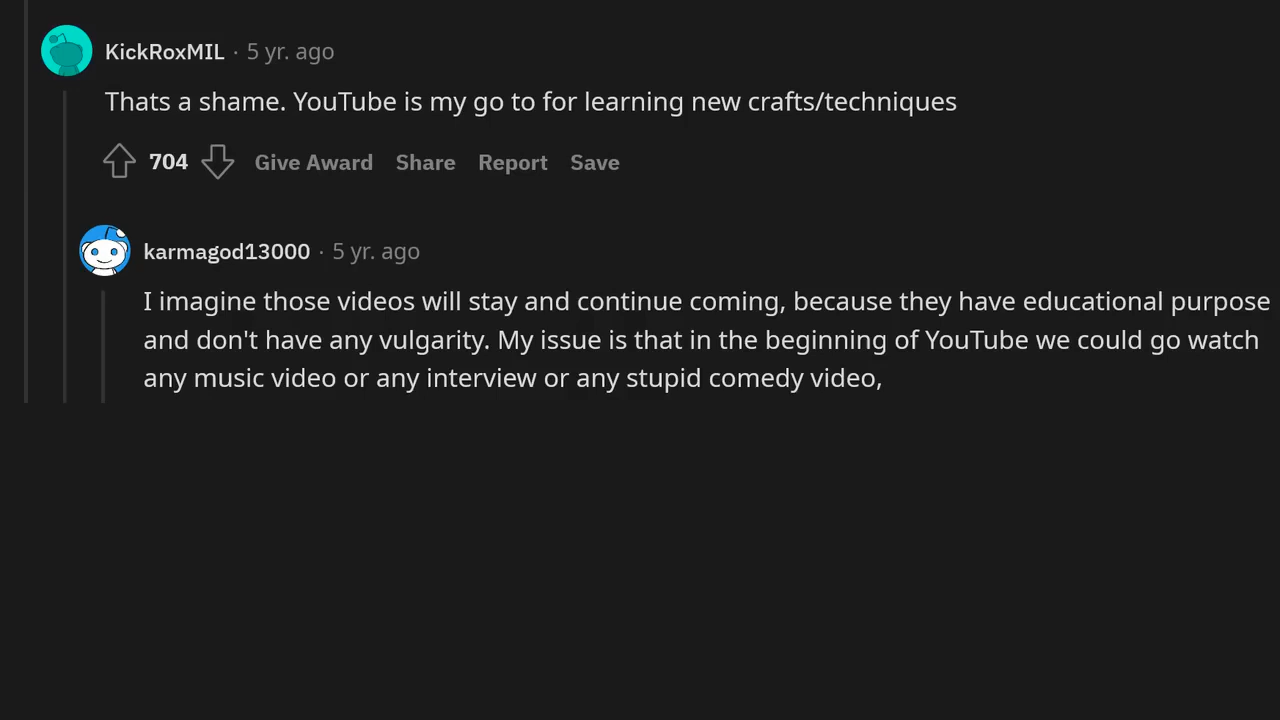 KickRoxMIL · 5 yr. ago
Thats a shame. YouTube is my go to for learning new crafts/techniques
704 Give Award Share Report Save
karmagod13000 · 5 yr. ago
I imagine those videos will stay and continue coming, because they have educational purpose
and don't have any vulgarity. My issue is that in the beginning of YouTube we could go watch
any music video or any interview or any stupid comedy video,